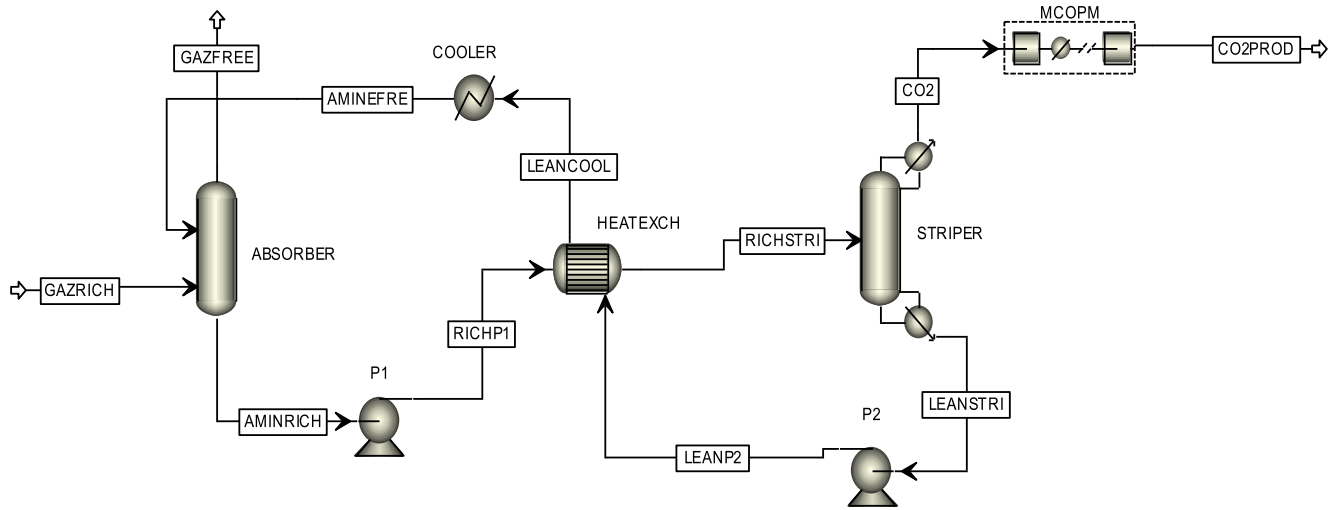 MCOPM
GAZFREE
COOLER
CO2PROD
AMINEFRE
CO2
LEANCOOL
HEATEXCH
RICHSTRI
STRIPER
ABSORBER
GAZRICH
RICHP1
P1
LEANSTRI
P2
AMINRICH
LEANP2